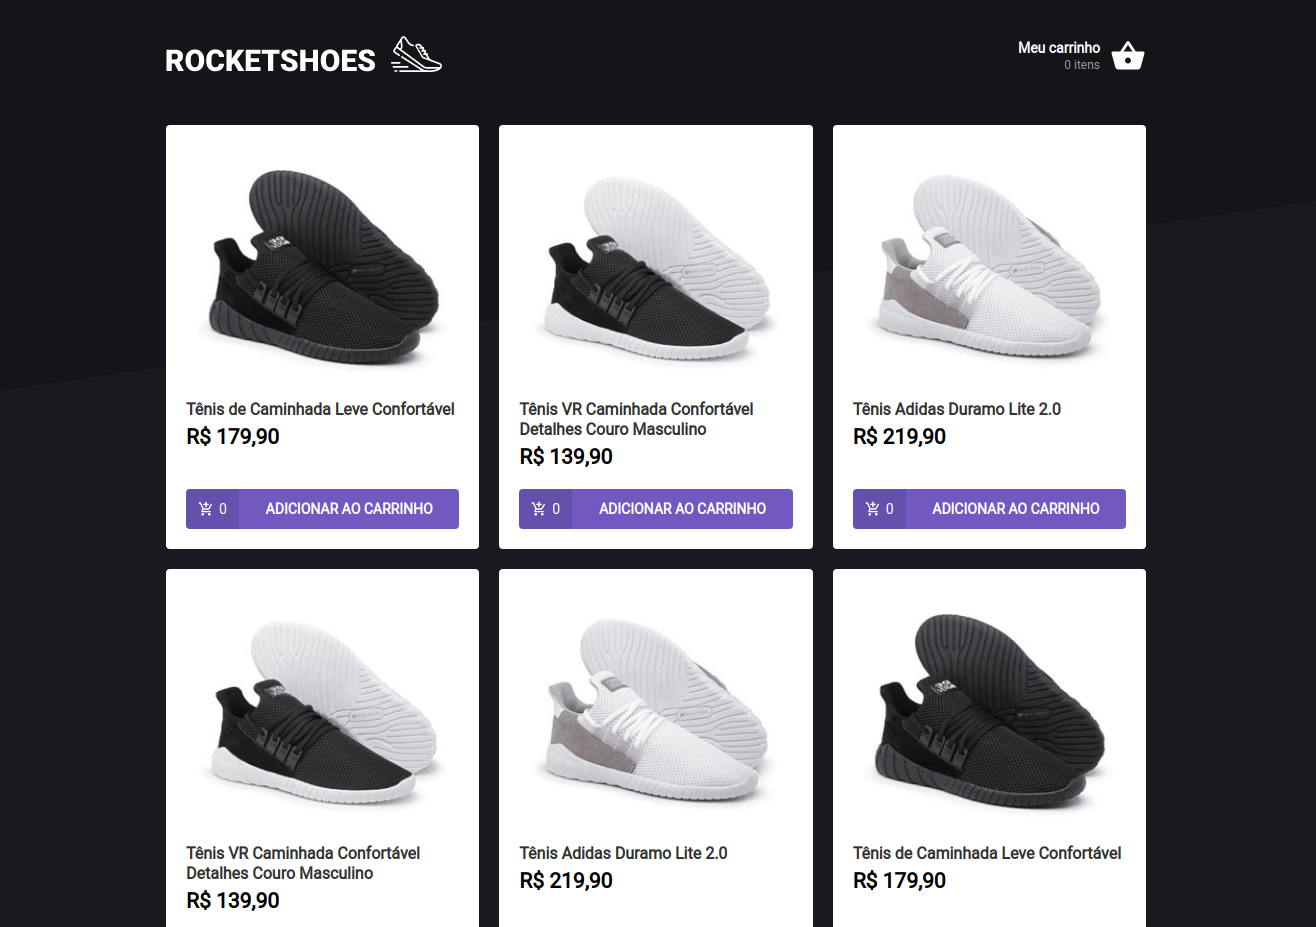 ROCKETSHOES
Meu carrinho
0 itens
Tênis de Caminhada Leve Confortável
R$ 179,90
0 ADICIONAR AO CARRINHO
Tênis VR Caminhada Confortável
Detalhes Couro Masculino
R$ 139,90
0 ADICIONAR AO CARRINHO
Tênis Adidas Duramo Lite 2.0
R$ 219,90
0 ADICIONAR AO CARRINHO
Tênis VR Caminhada Confortável
Detalhes Couro Masculino
R$ 139,90
Tênis Adidas Duramo Lite 2.0
R$ 219,90
Tênis de Caminhada Leve Confortável
R$ 179,90